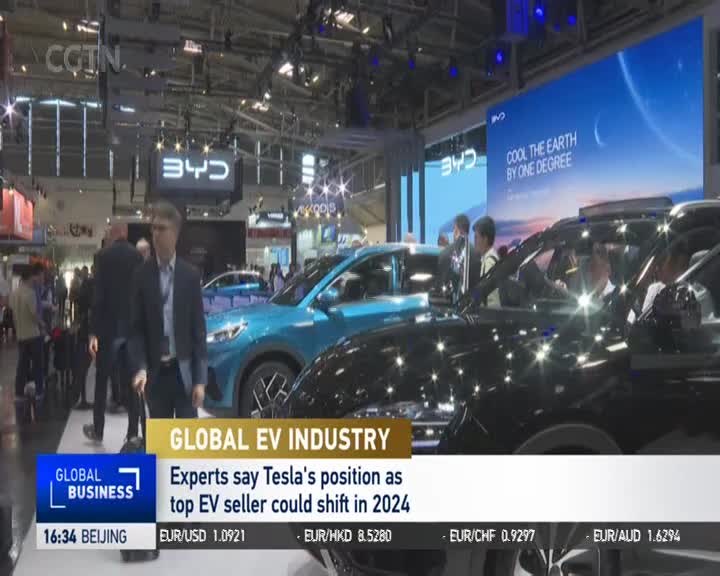 CGTN
BYD
BYD
BYD
COOL THE EARTH
BY ONE DEGREE
GLOBAL EV INDUSTRY
Experts say Tesla's position as
top EV seller could shift in 2024
GLOBAL
BUSINESS
16:34 BEIJING
EUR/USD 1.0921 - EUR/HKD 8.5280 - EUR/CHF 0.9297 - EUR/AUD 1.6294